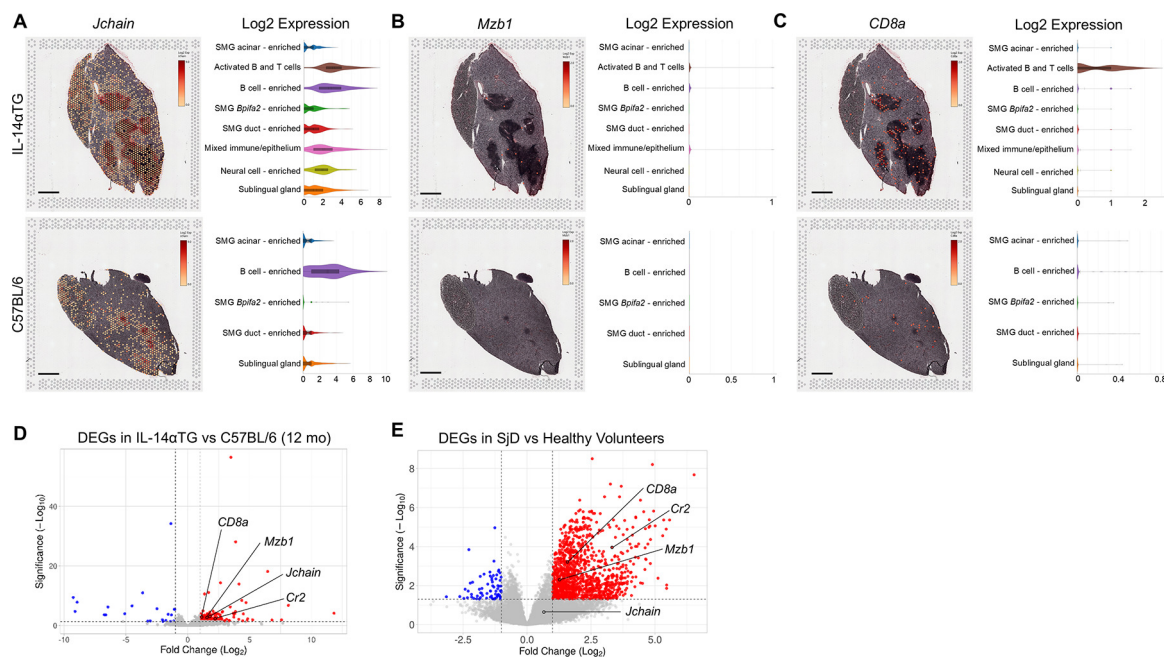 A Jchain Log2 Expression B Mzb1 Log2 Expression C CD8a Log2 Expression
IL-14αTG
SMG acinar - enriched
Activated B and T cells
B cell - enriched
SMG Bpifa2 - enriched
SMG duct - enriched
Mixed immune/epithelium
Neural cell - enriched
Sublingual gland
0 2 4 6 8
SMG acinar - enriched
Activated B and T cells
B cell - enriched
SMG Bpifa2 - enriched
SMG duct - enriched
Mixed immune/epithelium
Neural cell - enriched
Sublingual gland
0 1
SMG acinar - enriched
Activated B and T cells
B cell - enriched
SMG Bpifa2 - enriched
SMG duct - enriched
Mixed immune/epithelium
Neural cell - enriched
Sublingual gland
0 1 2
C57BL/6
SMG acinar - enriched
B cell - enriched
SMG Bpifa2 - enriched
SMG duct - enriched
Sublingual gland
0 2 4 6 8 10
SMG acinar - enriched
B cell - enriched
SMG Bpifa2 - enriched
SMG duct - enriched
Sublingual gland
0 0.5 1
SMG acinar - enriched
B cell - enriched
SMG Bpifa2 - enriched
SMG duct - enriched
Sublingual gland
0 0.4 0.8
D DEGs in IL-14αTG vs C57BL/6 (12 mo)
Significance (−Log10)
40
20
0
CD8a
Mzb1
Jchain
Cr2
-10 -5 0 5 10
Fold Change (Log2)
E DEGs in SjD vs Healthy Volunteers
Significance (−Log10)
8
6
4
2
0
CD8a
Cr2
Mzb1
Jchain
-2.5 0.0 2.5 5.0
Fold Change (Log2)